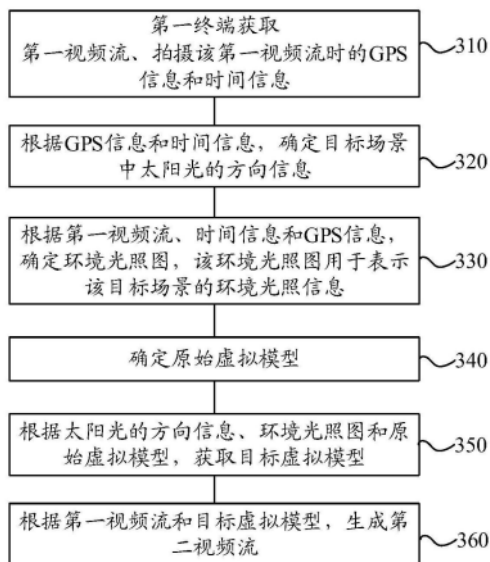 第一终端获取
第一视频流、拍摄该第一视频流时的GPS
信息和时间信息
310
根据GPS信息和时间信息，确定目标场景
中太阳光的方向信息
320
根据第一视频流、时间信息和GPS信息，
确定环境光照图，该环境光照图用于表示
该目标场景的环境光照信息
330
确定原始虚拟模型
340
根据太阳光的方向信息、环境光照图和原
始虚拟模型，获取目标虚拟模型
350
根据第一视频流和目标虚拟模型，生成第
二视频流
360